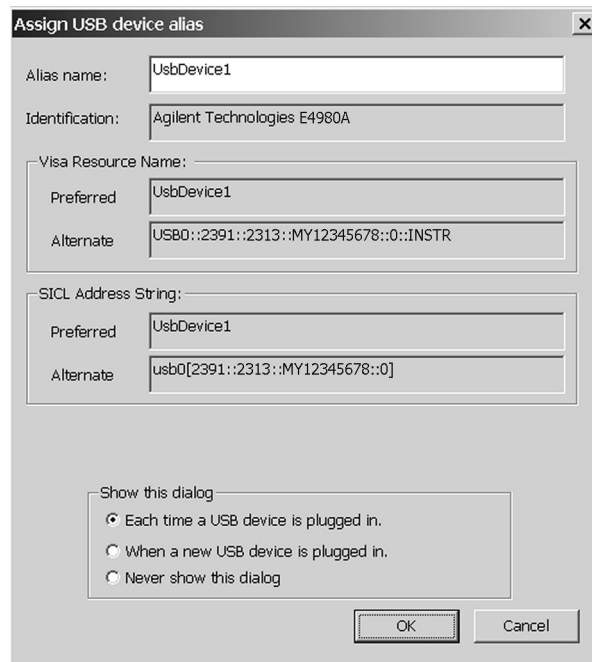 Assign USB device alias
Alias name: UsbDevice1
Identification: Agilent Technologies E4980A
Visa Resource Name:
Preferred UsbDevice1
Alternate USB0::2391::2313::MY12345678::0::INSTR
SICL Address String:
Preferred UsbDevice1
Alternate usb0[2391::2313::MY12345678::0]
Show this dialog
Each time a USB device is plugged in.
When a new USB device is plugged in.
Never show this dialog
OK Cancel